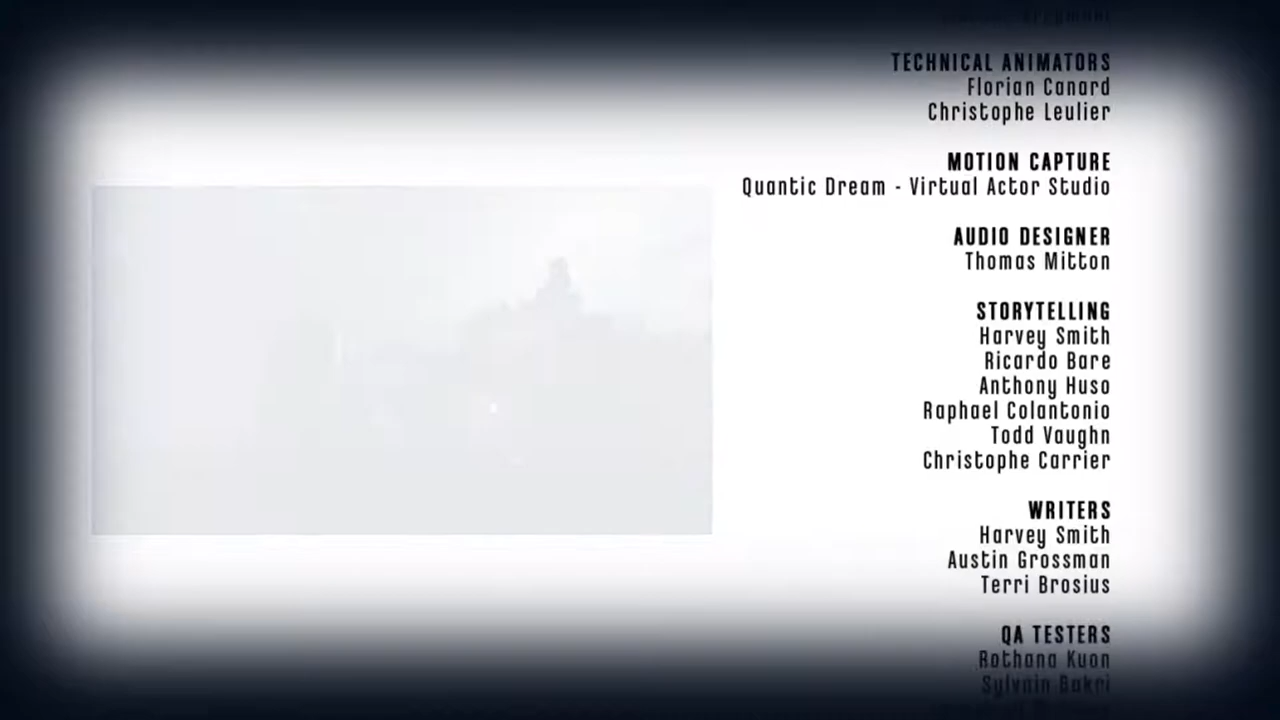 TECHNICAL ANIMATORS
Florian Canard
Christophe Leulier
MOTION CAPTURE
Quantic Dream - Virtual Actor Studio
AUDIO DESIGNER
Thomas Mitton
STORYTELLING
Harvey Smith
Ricardo Bare
Anthony Huso
Raphael Colantonio
Todd Vaughn
Christophe Carrier
WRITERS
Harvey Smith
Austin Grossman
Terri Brosius
QA TESTERS
Rothana Kuon
Sylvain Bakri